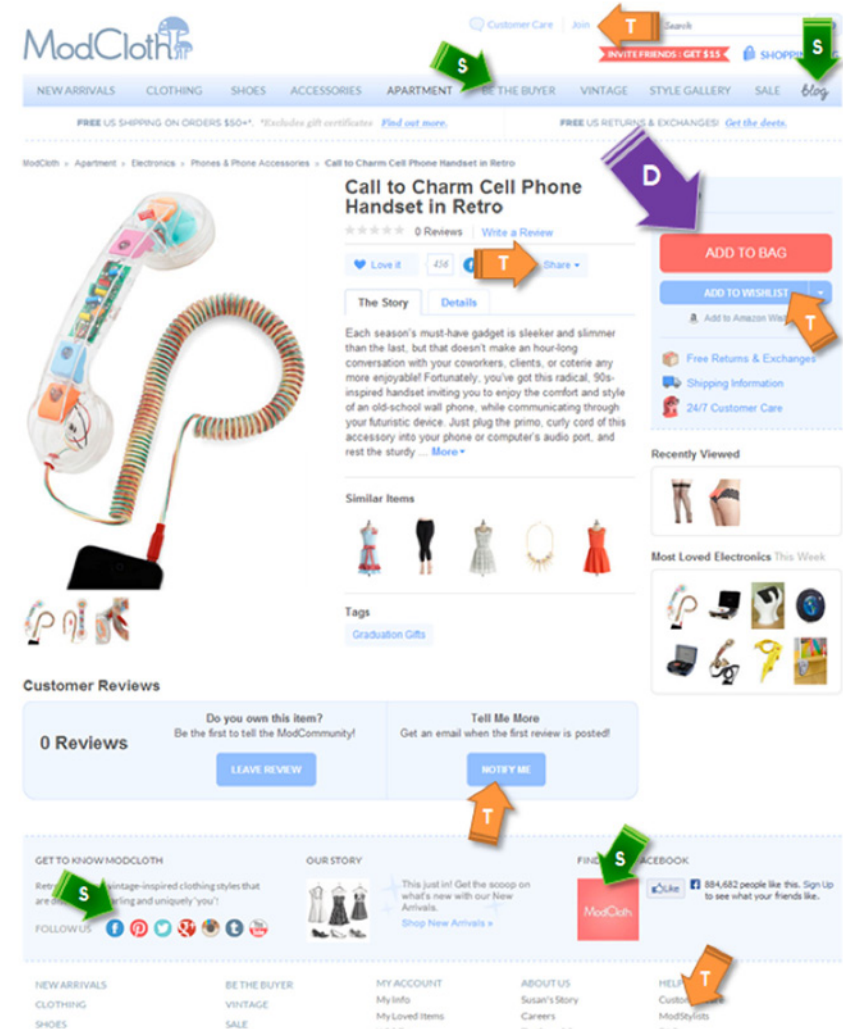 ModCloth
Customer Care
Join
T
Search
INVITE FRIENDS : GET $15
S
S
NEW ARRIVALS
CLOTHING
SHOES
ACCESSORIES
APARTMENT
BE THE BUYER
VINTAGE
STYLE GALLERY
SALE
blog
FREE US SHIPPING ON ORDERS $50+*. *Excludes gift certificates Find out more.
FREE US RETURNS & EXCHANGES! Get the deets.
ModCloth » Apartment » Electronics » Phones & Phone Accessories » Call to Charm Cell Phone Handset in Retro
Call to Charm Cell Phone
Handset in Retro
0 Reviews
Write a Review
Love it
456
T
Share
The Story
Details
Each season's must-have gadget is sleeker and slimmer
than the last, but that doesn't make an hour-long
conversation with your coworkers, clients, or coterie any
more enjoyable! Fortunately, you've got this radical, 90s-
inspired handset inviting you to enjoy the comfort and style
of an old-school wall phone, while communicating through
your futuristic device. Just plug the primo, curly cord of this
accessory into your phone or computer's audio port, and
rest the sturdy ... More
Similar Items
Tags
Graduation Gifts
D
ADD TO BAG
ADD TO WISHLIST
Add to Amazon
T
Free Returns & Exchanges
Shipping Information
24/7 Customer Care
Recently Viewed
Most Loved Electronics This Week
Customer Reviews
0 Reviews
Do you own this item?
Be the first to tell the ModCommunity!
LEAVE REVIEW
Tell Me More
Get an email when the first review is posted!
NOTIFY ME
T
GET TO KNOW MODCLOTH
vintage-inspired clothing styles that
and uniquely 'you'!
S
FOLLOW US
OUR STORY
This just in! Get the scoop on
what's new with our New
Arrivals.
Shop New Arrivals »
S
ModCloth
Like
884,682 people like this. Sign Up
to see what your friends like.
NEW ARRIVALS
CLOTHING
SHOES
BE THE BUYER
VINTAGE
SALE
MY ACCOUNT
My Info
My Loved Items
ABOUT US
Susan's Story
Careers
T
ModStylists